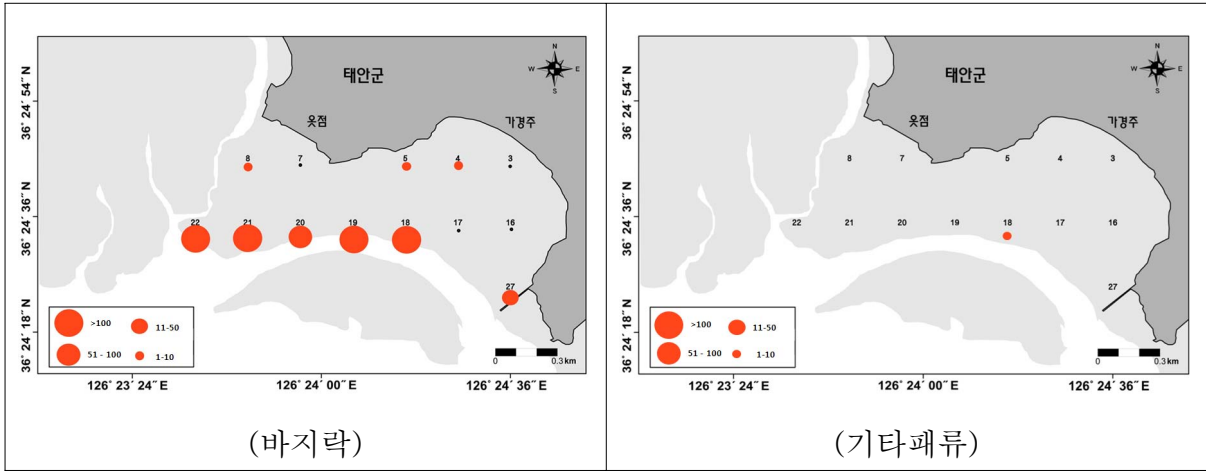 N
W E
S
태안군
옷점
가경주
8 7 5 4 3
22 21 20 19 18 17 16
27
>100 11-50
51 - 100 1-10
0 0.3 km
36° 24′ 54″ N
36° 24′ 36″ N
36° 24′ 18″ N
126° 23′ 24″ E 126° 24′ 00″ E 126° 24′ 36″ E
(바지락)
N
W E
S
태안군
옷점
가경주
8 7 5 4 3
22 21 20 19 18 17 16
27
>100 11-50
51 - 100 1-10
0 0.3 km
36° 24′ 54″ N
36° 24′ 36″ N
36° 24′ 18″ N
126° 23′ 24″ E 126° 24′ 00″ E 126° 24′ 36″ E
(기타패류)